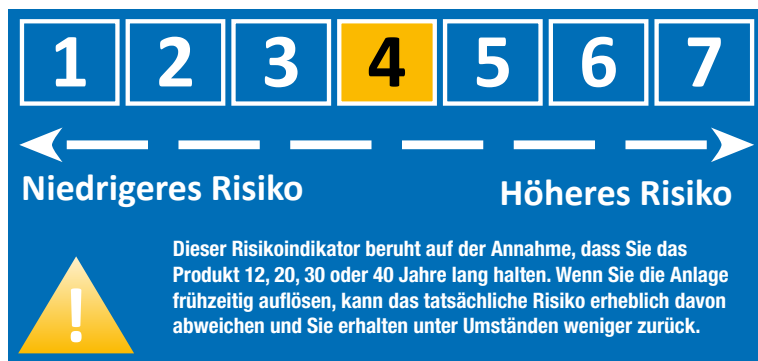 1 2 3 4 5 6 7
Niedrigeres Risiko Höheres Risiko
Dieser Risikoindikator beruht auf der Annahme, dass Sie das
Produkt 12, 20, 30 oder 40 Jahre lang halten. Wenn Sie die Anlage
frühzeitig auflösen, kann das tatsächliche Risiko erheblich davon
abweichen und Sie erhalten unter Umständen weniger zurück.
!